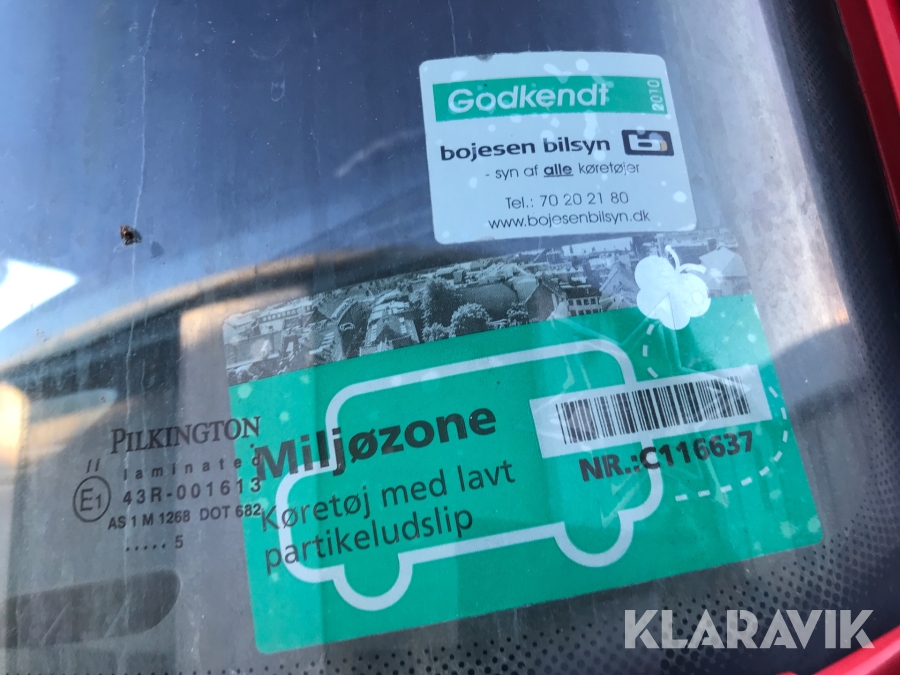 Godkendt 2010
bojesen bilsyn b
- syn af alle køretøjer
Tel.: 70 20 21 80
www.bojesenbilsyn.dk
Miljøzone
Køretøj med lavt
partikeludslip
NR.:C116637
PILKINGTON
// laminated
E1 43R-001613
AS 1 M 1268 DOT 682
..... 5
KLARAVIK